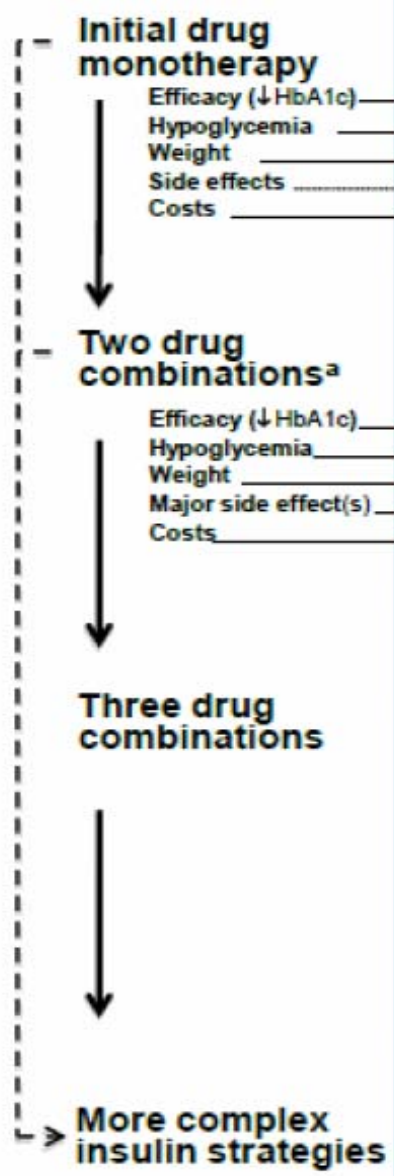 Initial drug
monotherapy
Efficacy (↓HbA1c)
Hypoglycemia
Weight
Side effects
Costs
Two drug
combinationsᵃ
Efficacy (↓HbA1c)
Hypoglycemia
Weight
Major side effect(s)
Costs
Three drug
combinations
More complex
insulin strategies